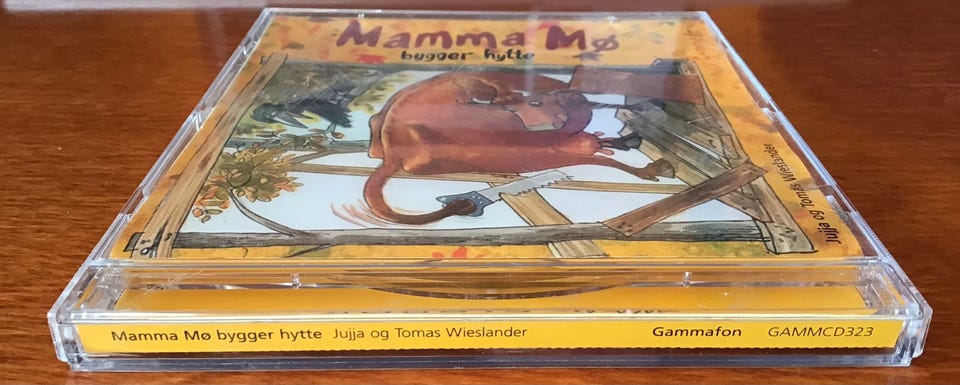 Mamma Mø
bygger hytte
Jujja og Tomas Wieslander
Mamma Mø bygger hytte Jujja og Tomas Wieslander Gammafon GAMMCD323